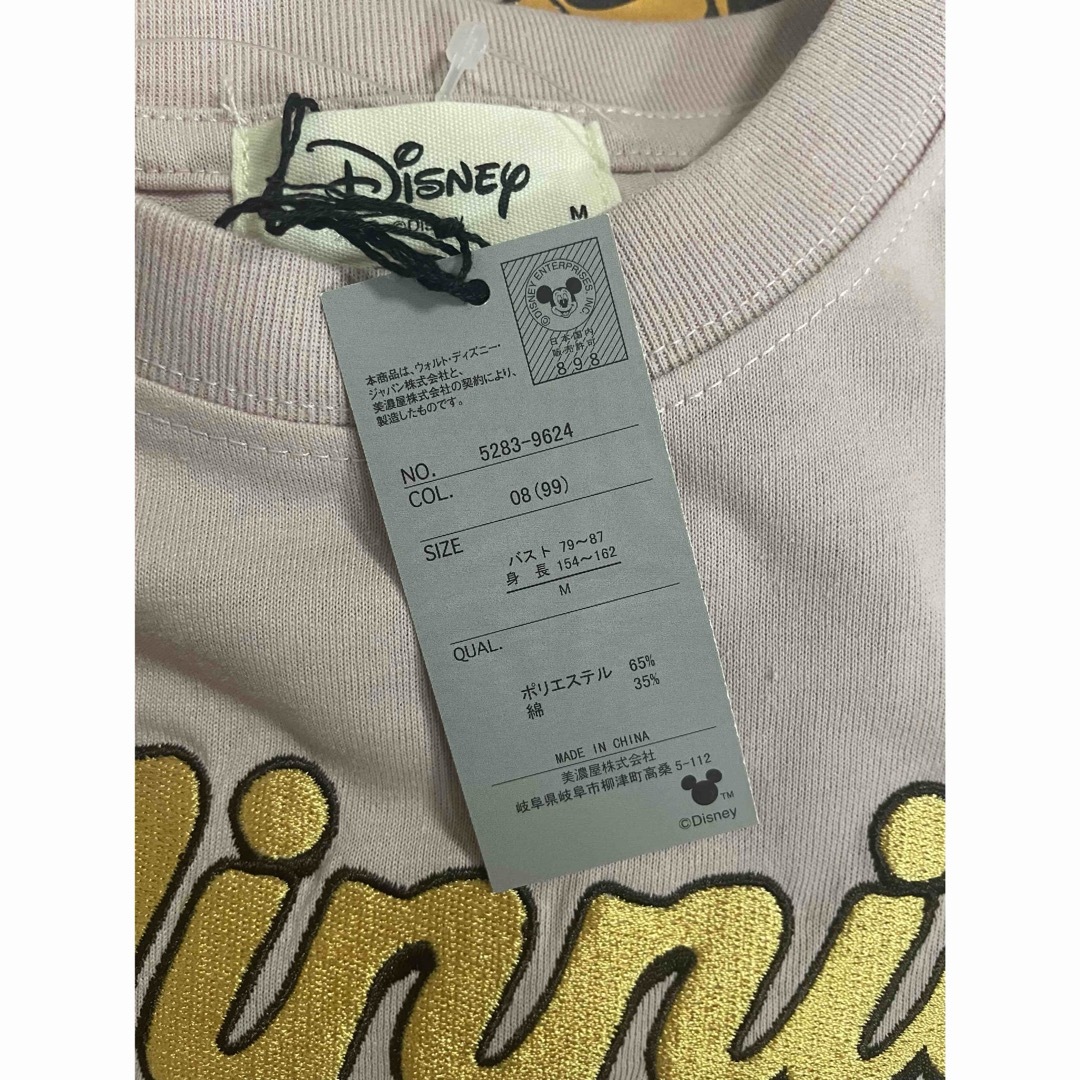 DISNEY
M
©DISNEY ENTERPRISES, INC.
日本国内
販売許可
898
本商品は、ウォルト・ディズニー・
ジャパン株式会社と、
美濃屋株式会社の契約により、
製造したものです。
NO. 5283-9624
COL. 08(99)
SIZE
バスト 79〜87
身 長 154〜162
M
QUAL.
ポリエステル 65%
綿 35%
MADE IN CHINA
美濃屋株式会社
岐阜県岐阜市柳津町高桑5-112
TM
©Disney
inni